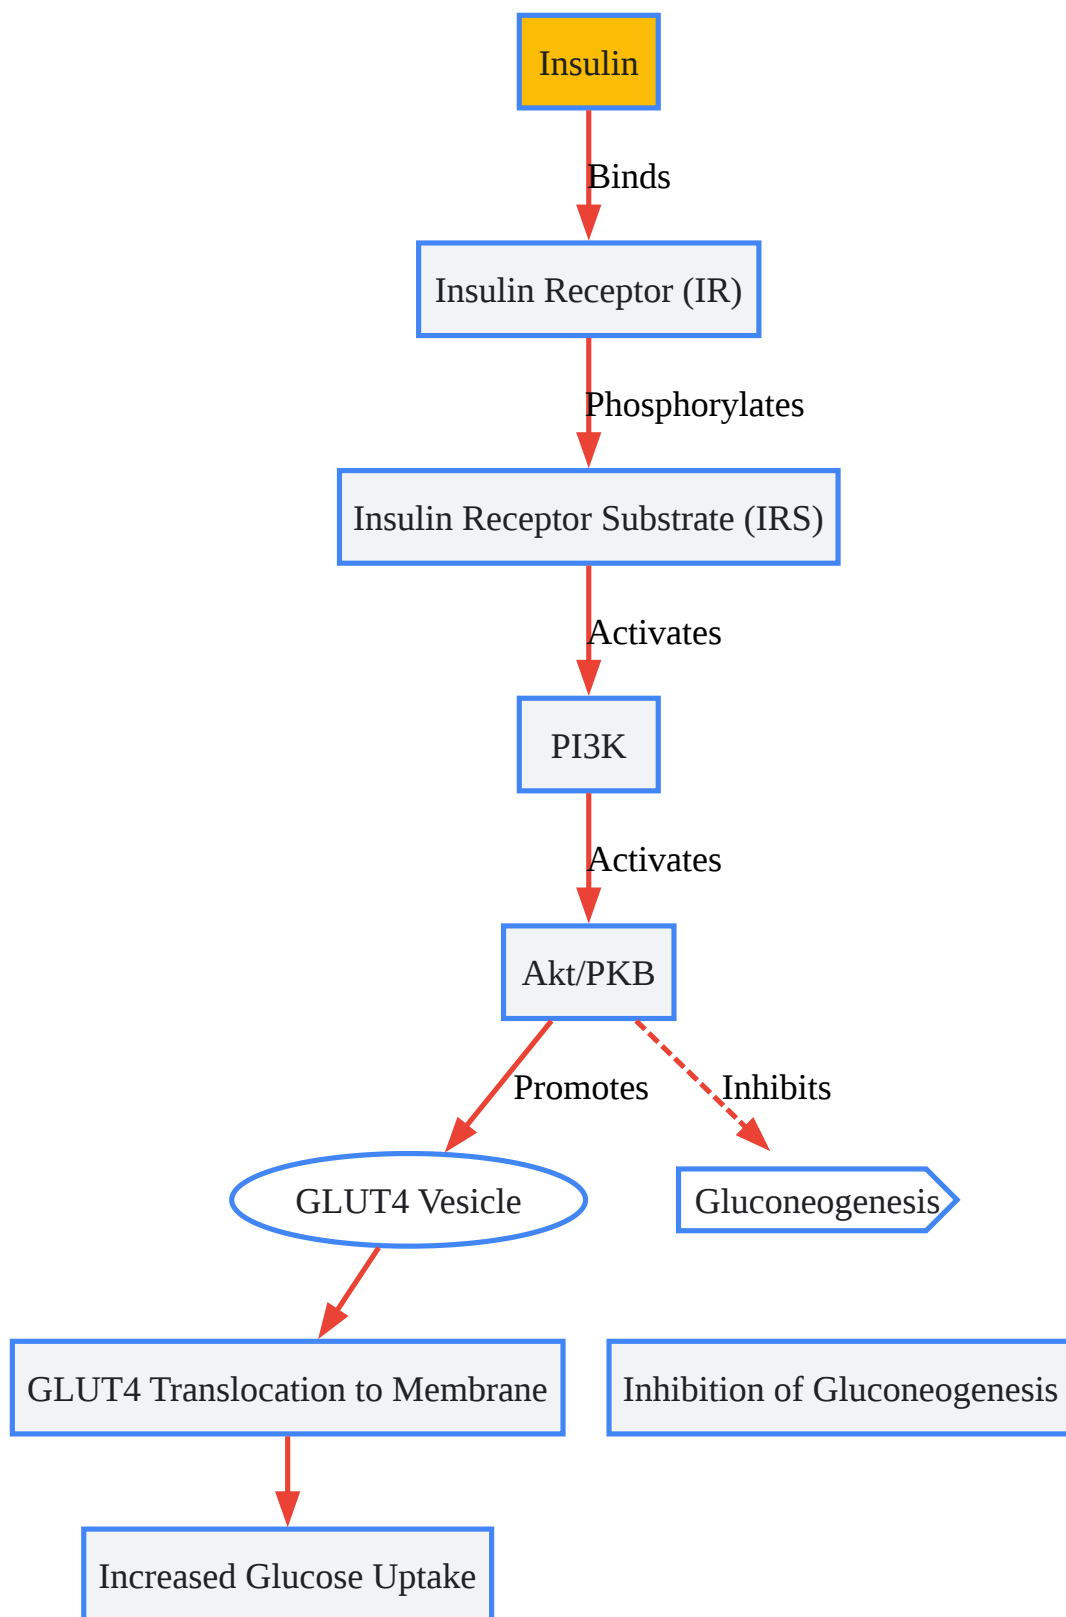 Insulin
Binds
Insulin Receptor (IR)
Phosphorylates
Insulin Receptor Substrate (IRS)
Activates
PI3K
Activates
Akt/PKB
Promotes
Inhibits
GLUT4 Vesicle
Gluconeogenesis
GLUT4 Translocation to Membrane
Inhibition of Gluconeogenesis
Increased Glucose Uptake